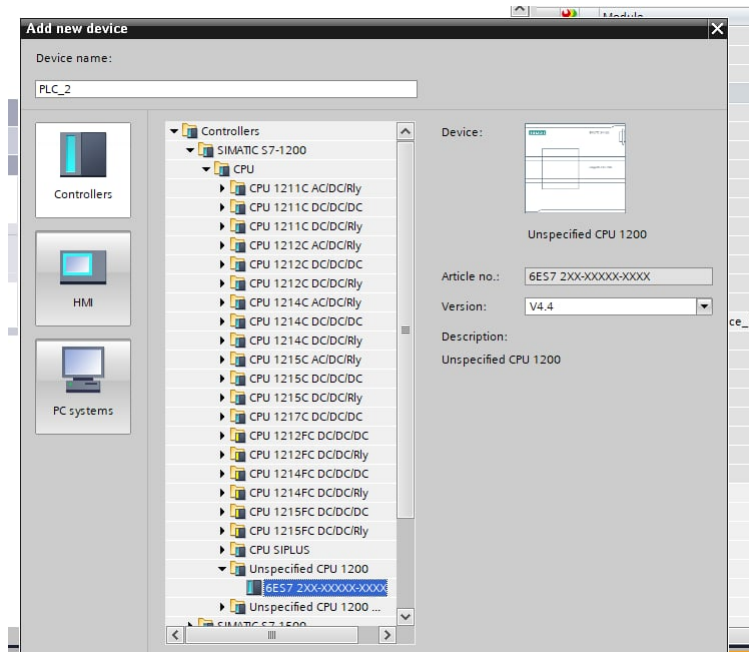 Module
Add new device
Device name:
PLC_2
Controllers
HMI
PC systems
Controllers
SIMATIC S7-1200
CPU
CPU 1211C AC/DC/Rly
CPU 1211C DC/DC/DC
CPU 1211C DC/DC/Rly
CPU 1212C AC/DC/Rly
CPU 1212C DC/DC/DC
CPU 1212C DC/DC/Rly
CPU 1214C AC/DC/Rly
CPU 1214C DC/DC/DC
CPU 1214C DC/DC/Rly
CPU 1215C AC/DC/Rly
CPU 1215C DC/DC/DC
CPU 1215C DC/DC/Rly
CPU 1217C DC/DC/DC
CPU 1212FC DC/DC/DC
CPU 1212FC DC/DC/Rly
CPU 1214FC DC/DC/DC
CPU 1214FC DC/DC/Rly
CPU 1215FC DC/DC/DC
CPU 1215FC DC/DC/Rly
CPU SIPLUS
Unspecified CPU 1200
6ES7 2XX-XXXXX-XXXX
Unspecified CPU 1200 ...
SIMATIC S7-1500
Device:
SIEMENS
Unspecified CPU 1200
Article no.: 6ES7 2XX-XXXXX-XXXX
Version: V4.4
Description:
Unspecified CPU 1200
ce_